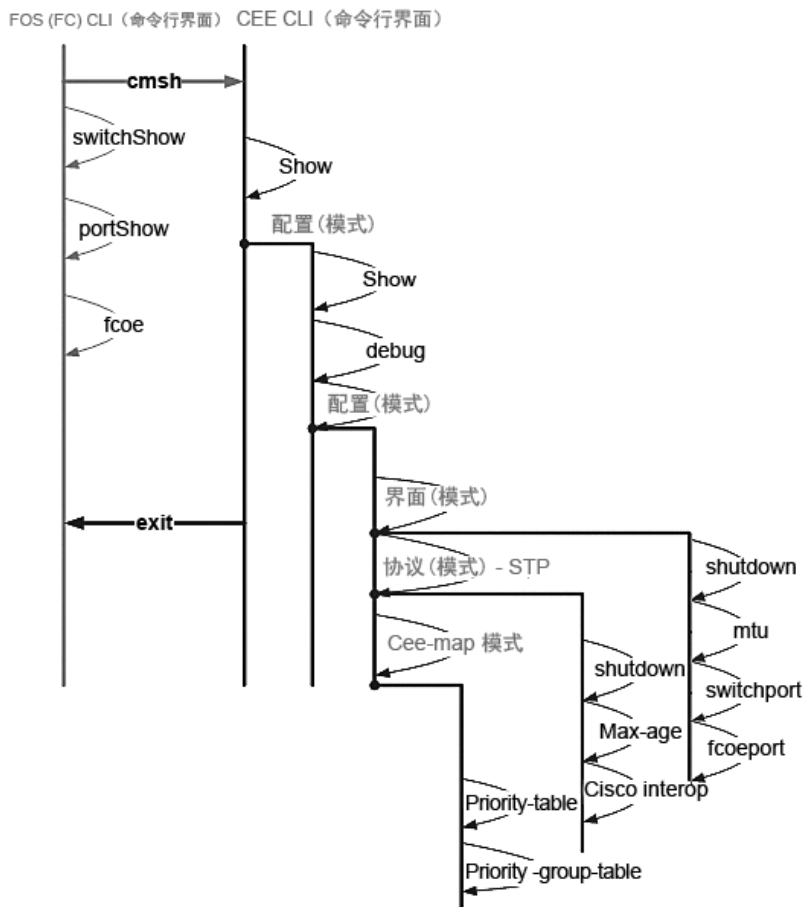 FOS (FC) CLI（命令行界面） CEE CLI（命令行界面）
cmsh
switchShow
Show
portShow
配置(模式)
Show
fcoe
debug
配置(模式)
界面(模式)
exit
协议(模式) - STP
shutdown
mtu
Cee-map 模式
shutdown
switchport
Max-age
fcoeport
Cisco interop
Priority-table
Priority -group-table